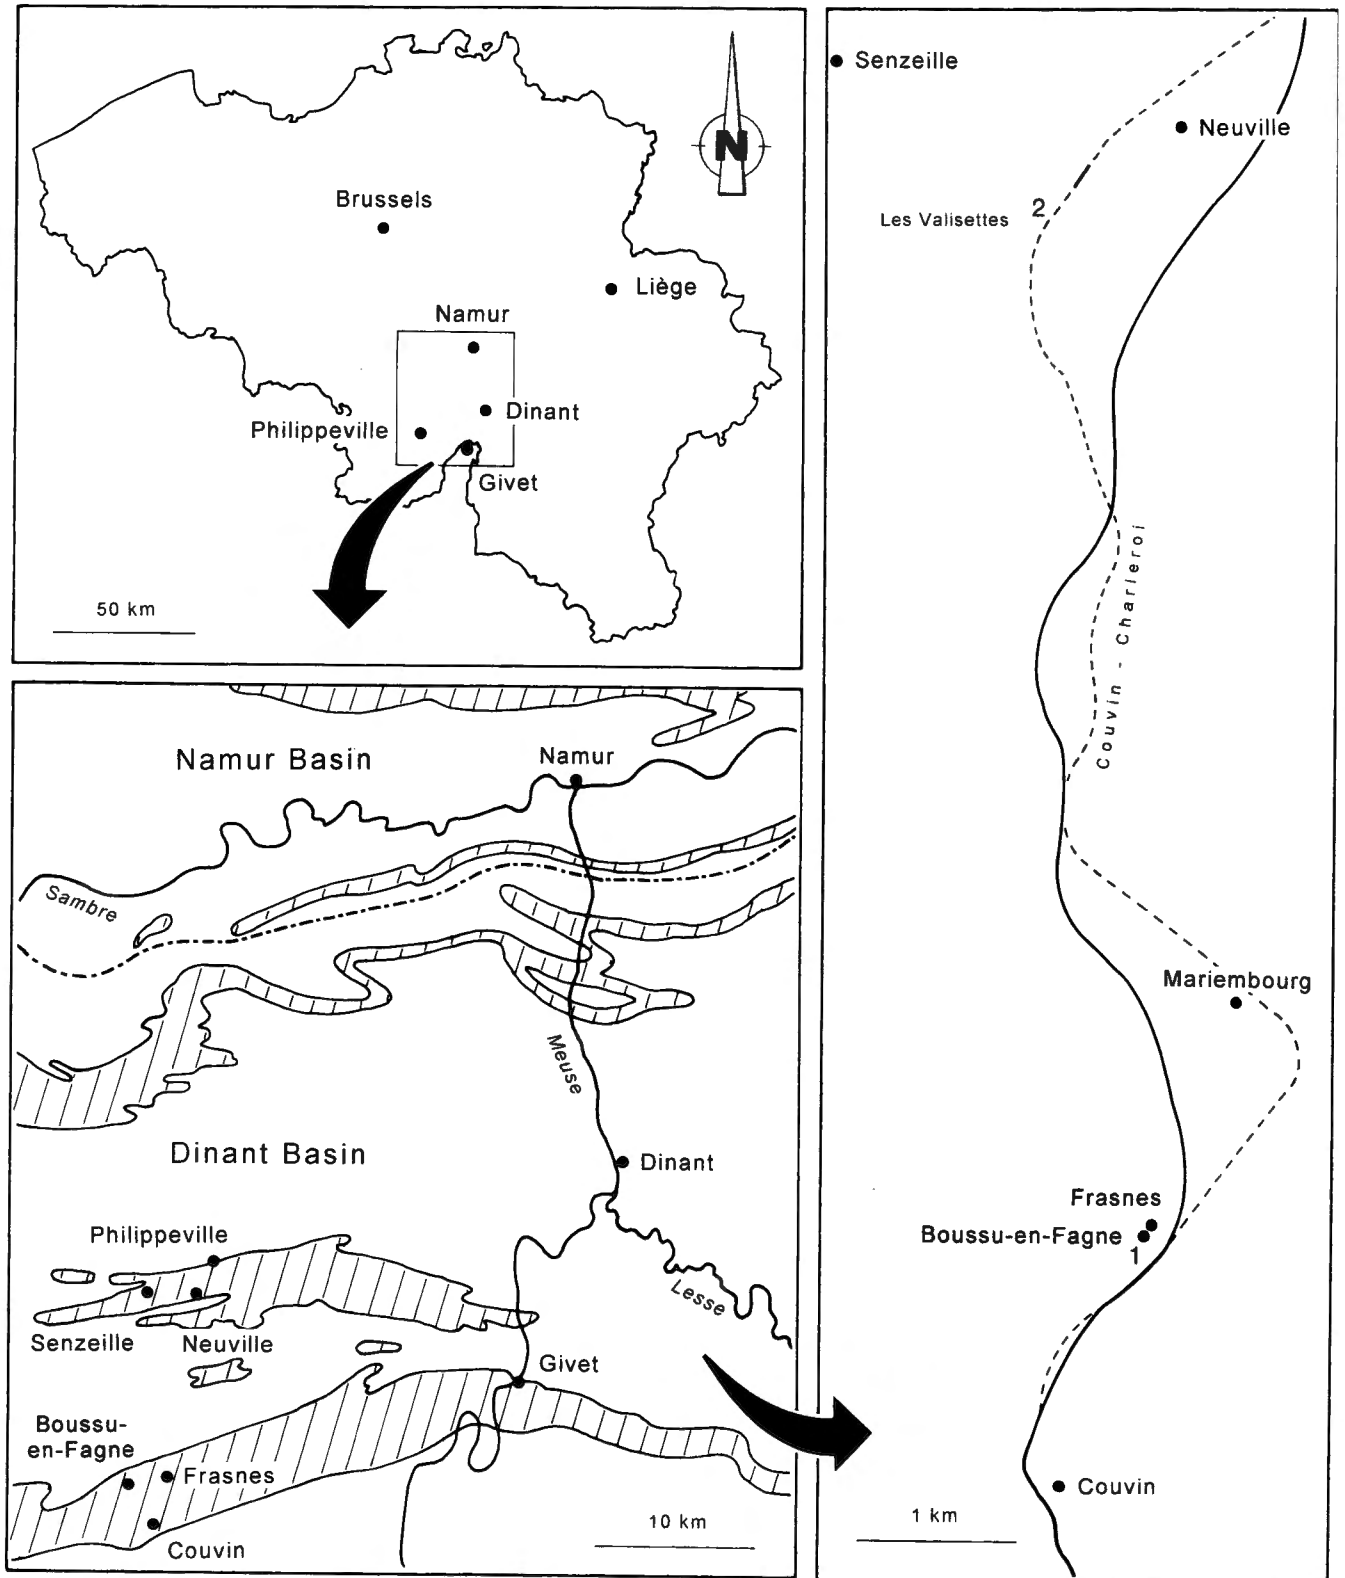 N
Brussels
Liège
Namur
Dinant
Philippeville
Givet
50 km
Namur Basin
Namur
Sambre
Meuse
Dinant Basin
Dinant
Philippeville
Lesse
Senzeille
Neuville
Givet
Boussu-
en-Fagne
Frasnes
10 km
Couvin
Senzeille
Neuville
2
Les Valisettes
Couvin - Charleroi
Mariembourg
Frasnes
Boussu-en-Fagne
1
Couvin
1 km